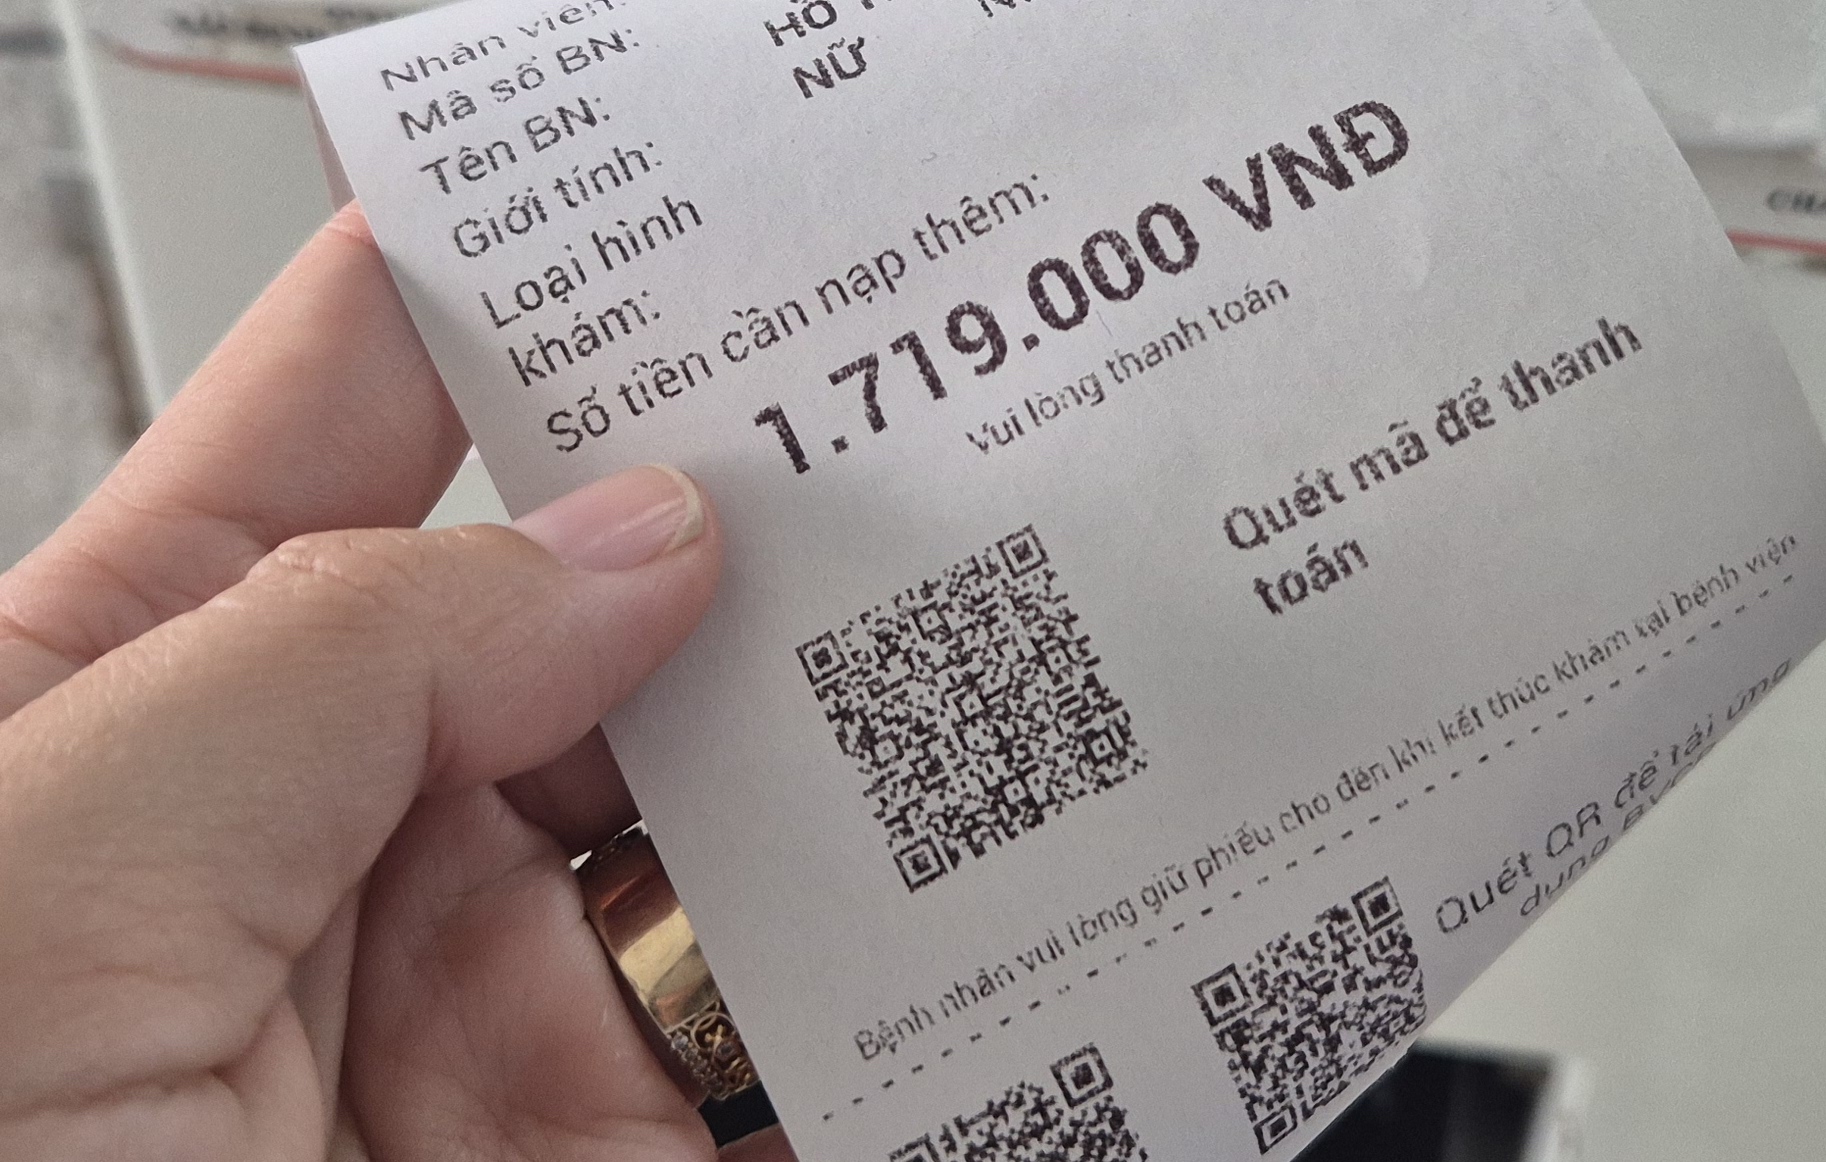 Nhân viên:
Mã số BN:
Tên BN: HỒ
Giới tính: NỮ
Loại hình
khám:
Số tiền cần nạp thêm:
1.719.000 VNĐ
Vui lòng thanh toán
Quét mã để thanh
toán
Bệnh nhân vui lòng giữ phiếu cho đến khi kết thúc khám tại bệnh viện
Quét QR để tải ứng
dụng